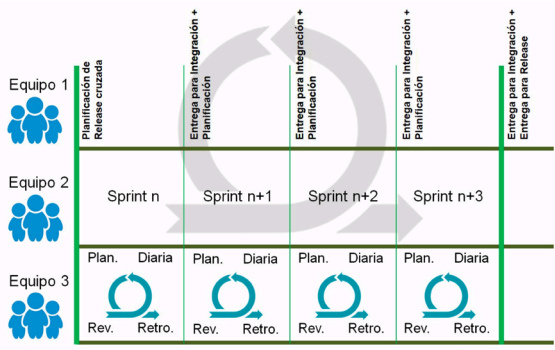 Planificación de
Release cruzada
Entrega para Integración +
Planificación
Entrega para Integración +
Planificación
Entrega para Integración +
Planificación
Entrega para Integración +
Entrega para Release
Equipo 1
Equipo 2
Sprint n
Sprint n+1
Sprint n+2
Sprint n+3
Equipo 3
Plan. Diaria
Rev. Retro.
Plan. Diaria
Rev. Retro.
Plan. Diaria
Rev. Retro.
Plan. Diaria
Rev. Retro.